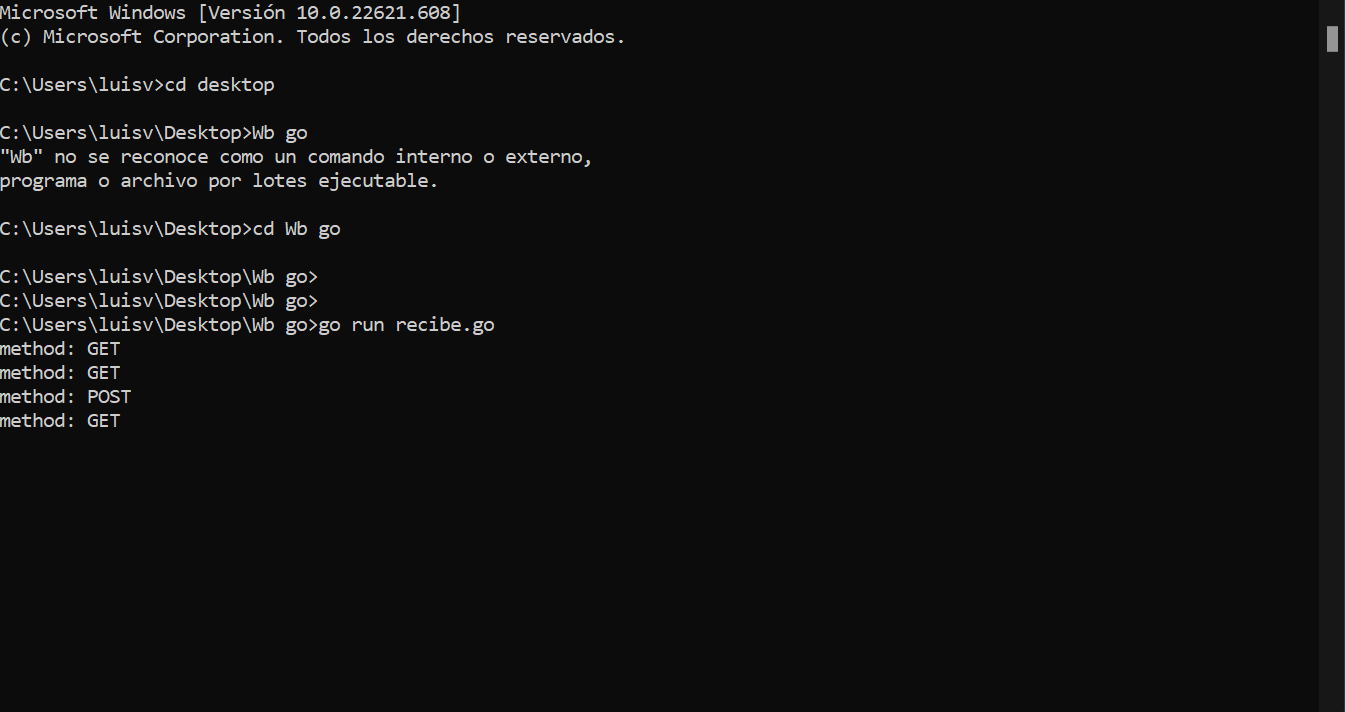 Microsoft Windows [Versión 10.0.22621.608]
(c) Microsoft Corporation. Todos los derechos reservados.
C:\Users\luisv>cd desktop
C:\Users\luisv\Desktop>Wb go
"Wb" no se reconoce como un comando interno o externo,
programa o archivo por lotes ejecutable.
C:\Users\luisv\Desktop>cd Wb go
C:\Users\luisv\Desktop\Wb go>
C:\Users\luisv\Desktop\Wb go>
C:\Users\luisv\Desktop\Wb go>go run recibe.go
method: GET
method: GET
method: POST
method: GET